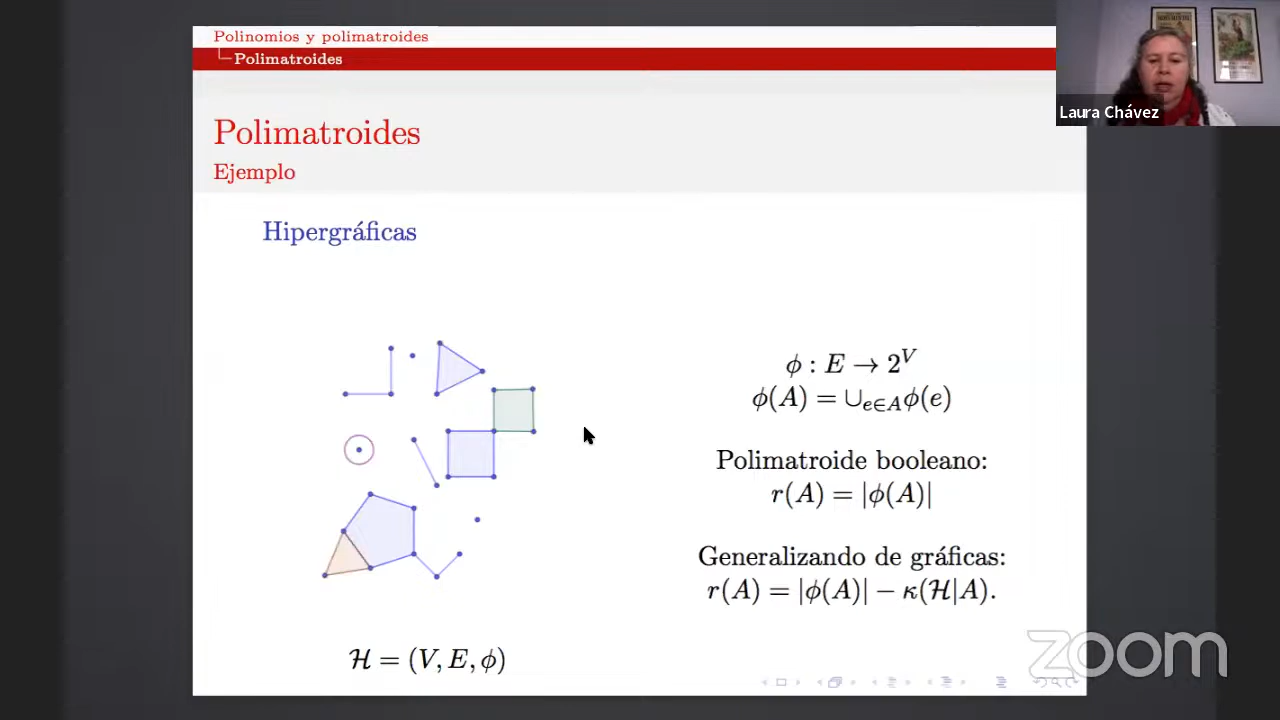 Polinomios y polimatroides
Polimatroides
Laura Chávez
Polimatroides
Ejemplo
Hipergráficas
ϕ : E → 2^V
ϕ(A) = ∪_{e∈A}ϕ(e)
Polimatroide booleano:
r(A) = |ϕ(A)|
Generalizando de gráficas:
r(A) = |ϕ(A)| − κ(ℋ|A).
ℋ = (V, E, ϕ)
zoom